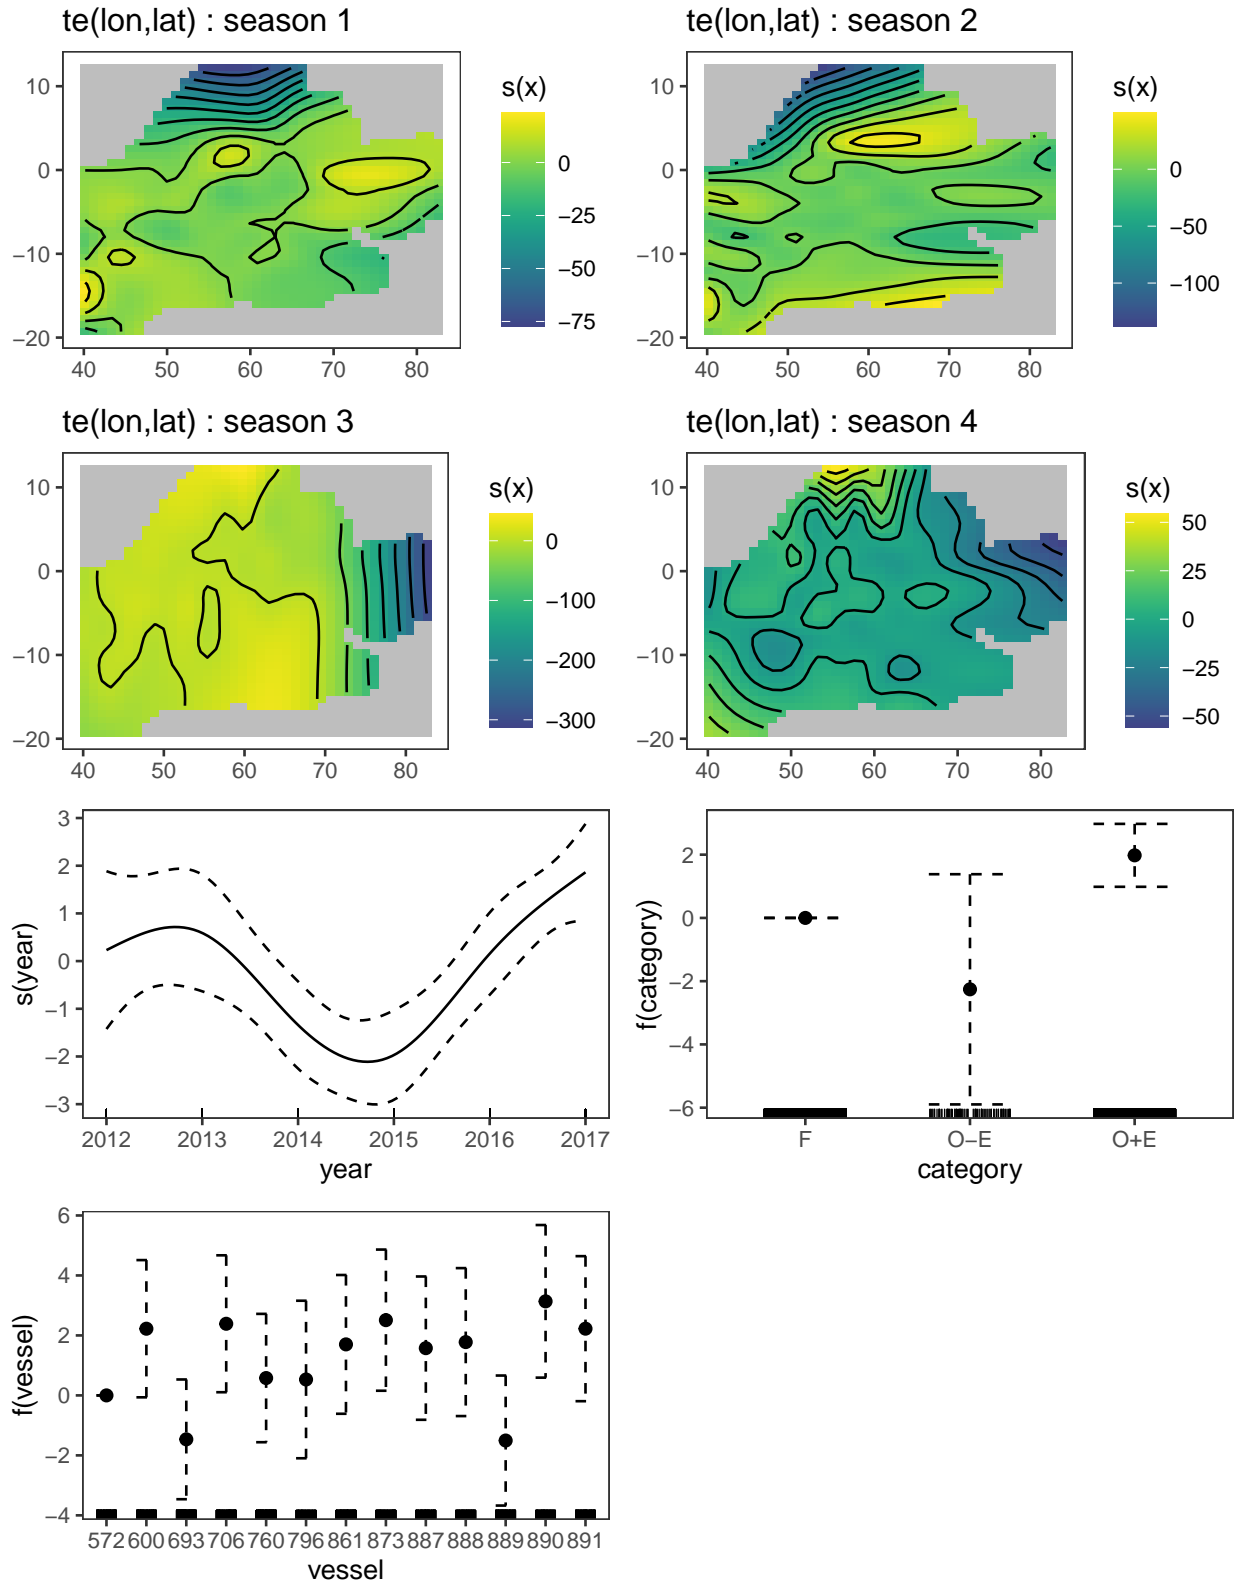 te(lon,lat) : season 1
te(lon,lat) : season 2
10
0
−10
−20
40 50 60 70 80
s(x)
0
−25
−50
−75
10
0
−10
−20
40 50 60 70 80
s(x)
0
−50
−100
te(lon,lat) : season 3
te(lon,lat) : season 4
10
0
−10
−20
40 50 60 70 80
s(x)
0
−100
−200
−300
10
0
−10
−20
40 50 60 70 80
s(x)
50
25
0
−25
−50
s(year)
3
2
1
0
−1
−2
−3
2012 2013 2014 2015 2016 2017
year
f(category)
2
0
−2
−4
−6
F O−E O+E
category
f(vessel)
6
4
2
0
−2
−4
572 600 693 706 760 796 861 873 887 888 889 890 891
vessel